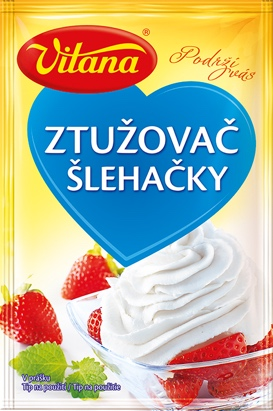 Vitana®
Podrží
vás
ZTUŽOVAČ
ŠLEHAČKY
V prášku
Tip na použití / Tip na použitie